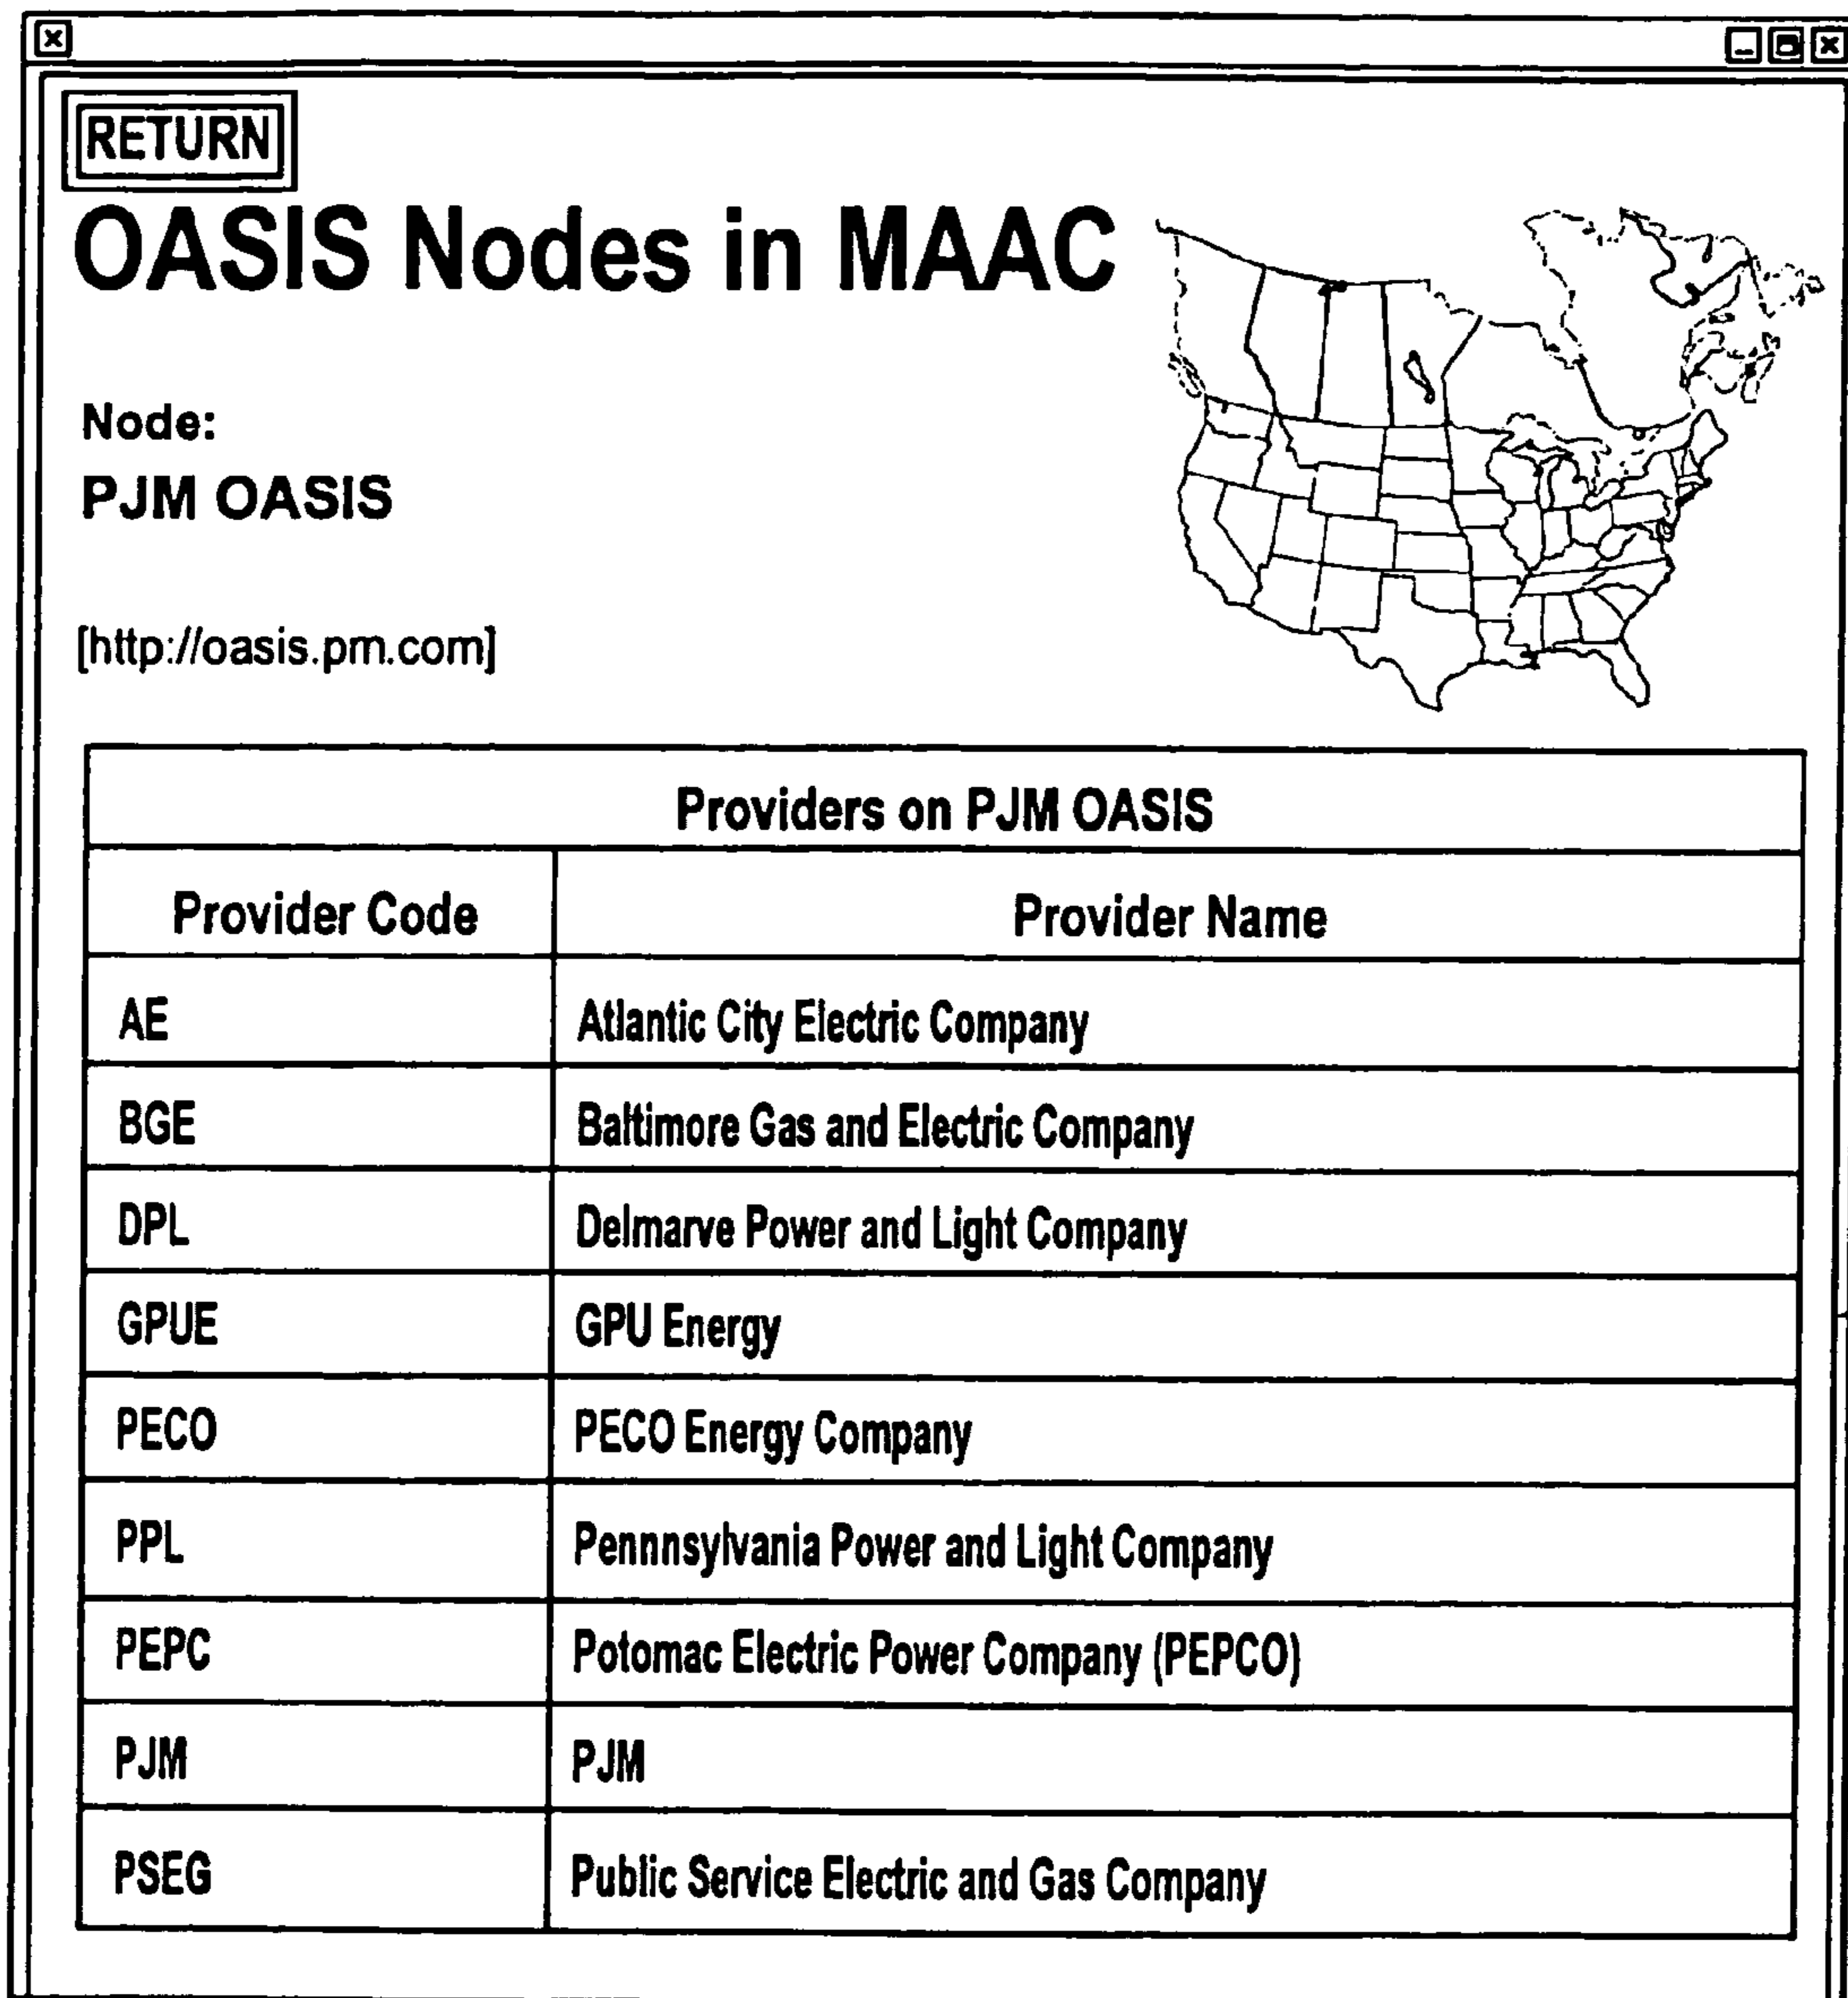 RETURN
OASIS Nodes in MAAC
Node:
PJM OASIS
[http://oasis.pm.com]
Providers on PJM OASIS
Provider Code Provider Name
AE Atlantic City Electric Company
BGE Baltimore Gas and Electric Company
DPL Delmarve Power and Light Company
GPUE GPU Energy
PECO PECO Energy Company
PPL Pennnsylvania Power and Light Company
PEPC Potomac Electric Power Company (PEPCO)
PJM PJM
PSEG Public Service Electric and Gas Company